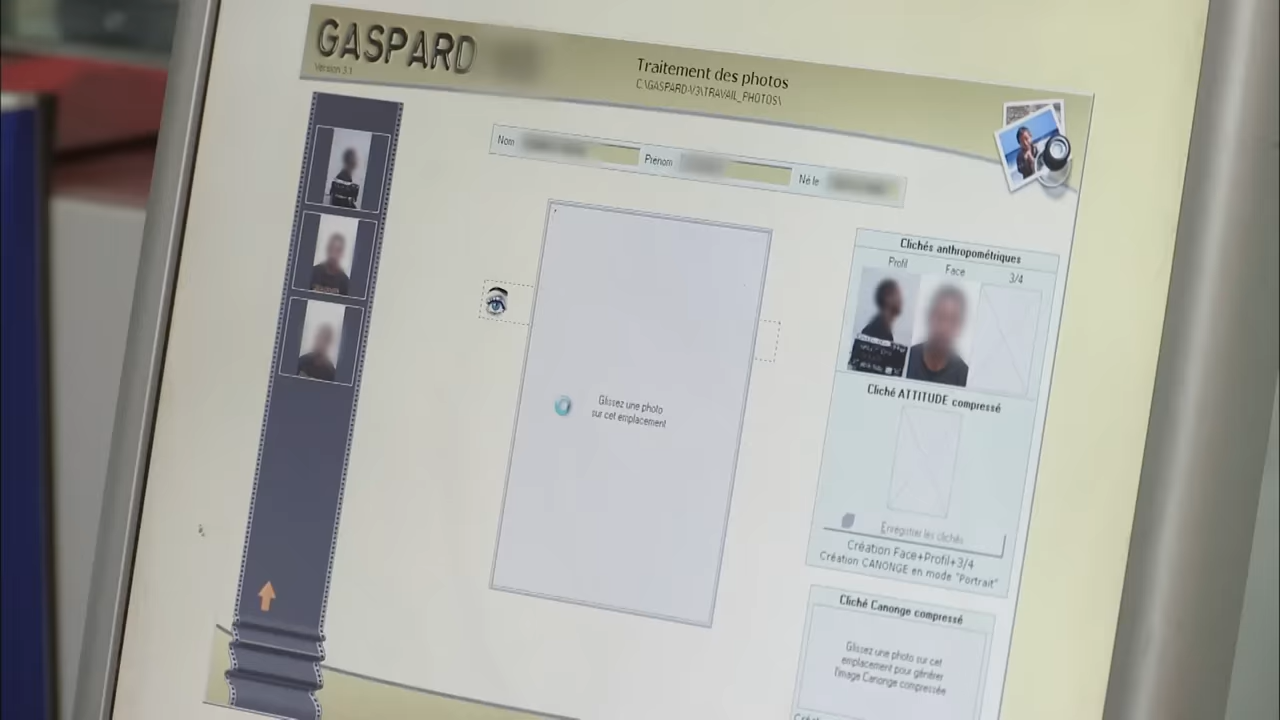 GASPARD
Version 3.1
Traitement des photos
C:\GASPARD-V3\TRAVAIL_PHOTOS\
Nom
Prénom
Né le
Glissez une photo
sur cet emplacement
Clichés anthropométriques
Profil
Face
3/4
Cliché ATTITUDE compressé
Enregistrer les clichés
Création Face+Profil+3/4
Création CANONGE en mode "Portrait"
Cliché Canonge compressé
Glissez une photo sur cet
emplacement pour générer
l'image Canonge compressée